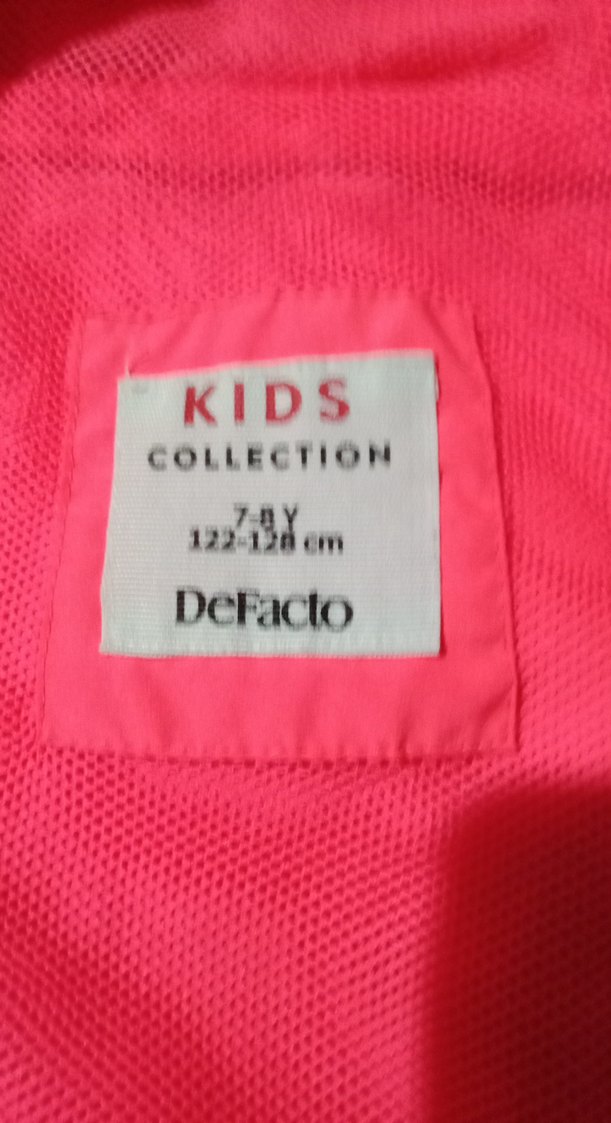 KIDS
COLLECTION
7-8 Y
122-128 cm
DeFacto